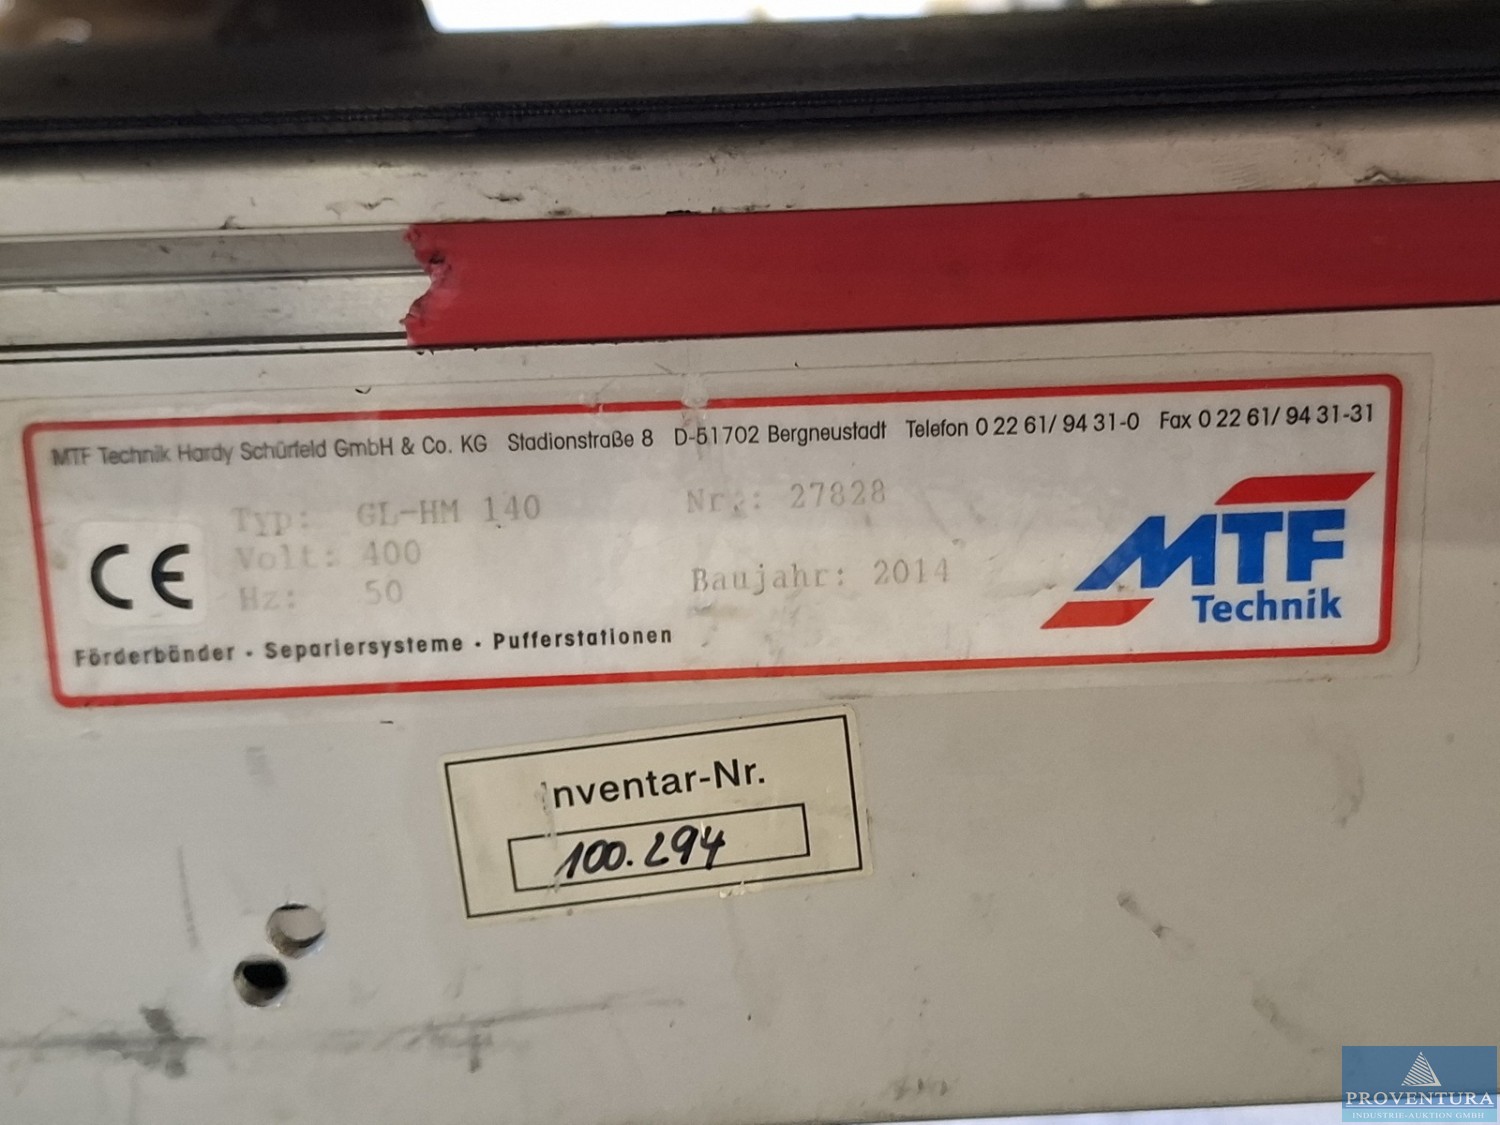 MTF Technik Hardy Schürfeld GmbH & Co. KG Stadionstraße 8 D-51702 Bergneustadt Telefon 0 22 61/ 94 31-0 Fax 0 22 61/ 94 31-31
Typ: GL-HM 140 Nr.: 27828
Volt: 400
Hz: 50 Baujahr: 2014
CE
MTF
Technik
Förderbänder • Separiersysteme • Pufferstationen
Inventar-Nr.
100.294
PROVENTURA
INDUSTRIE-AUKTION GMBH